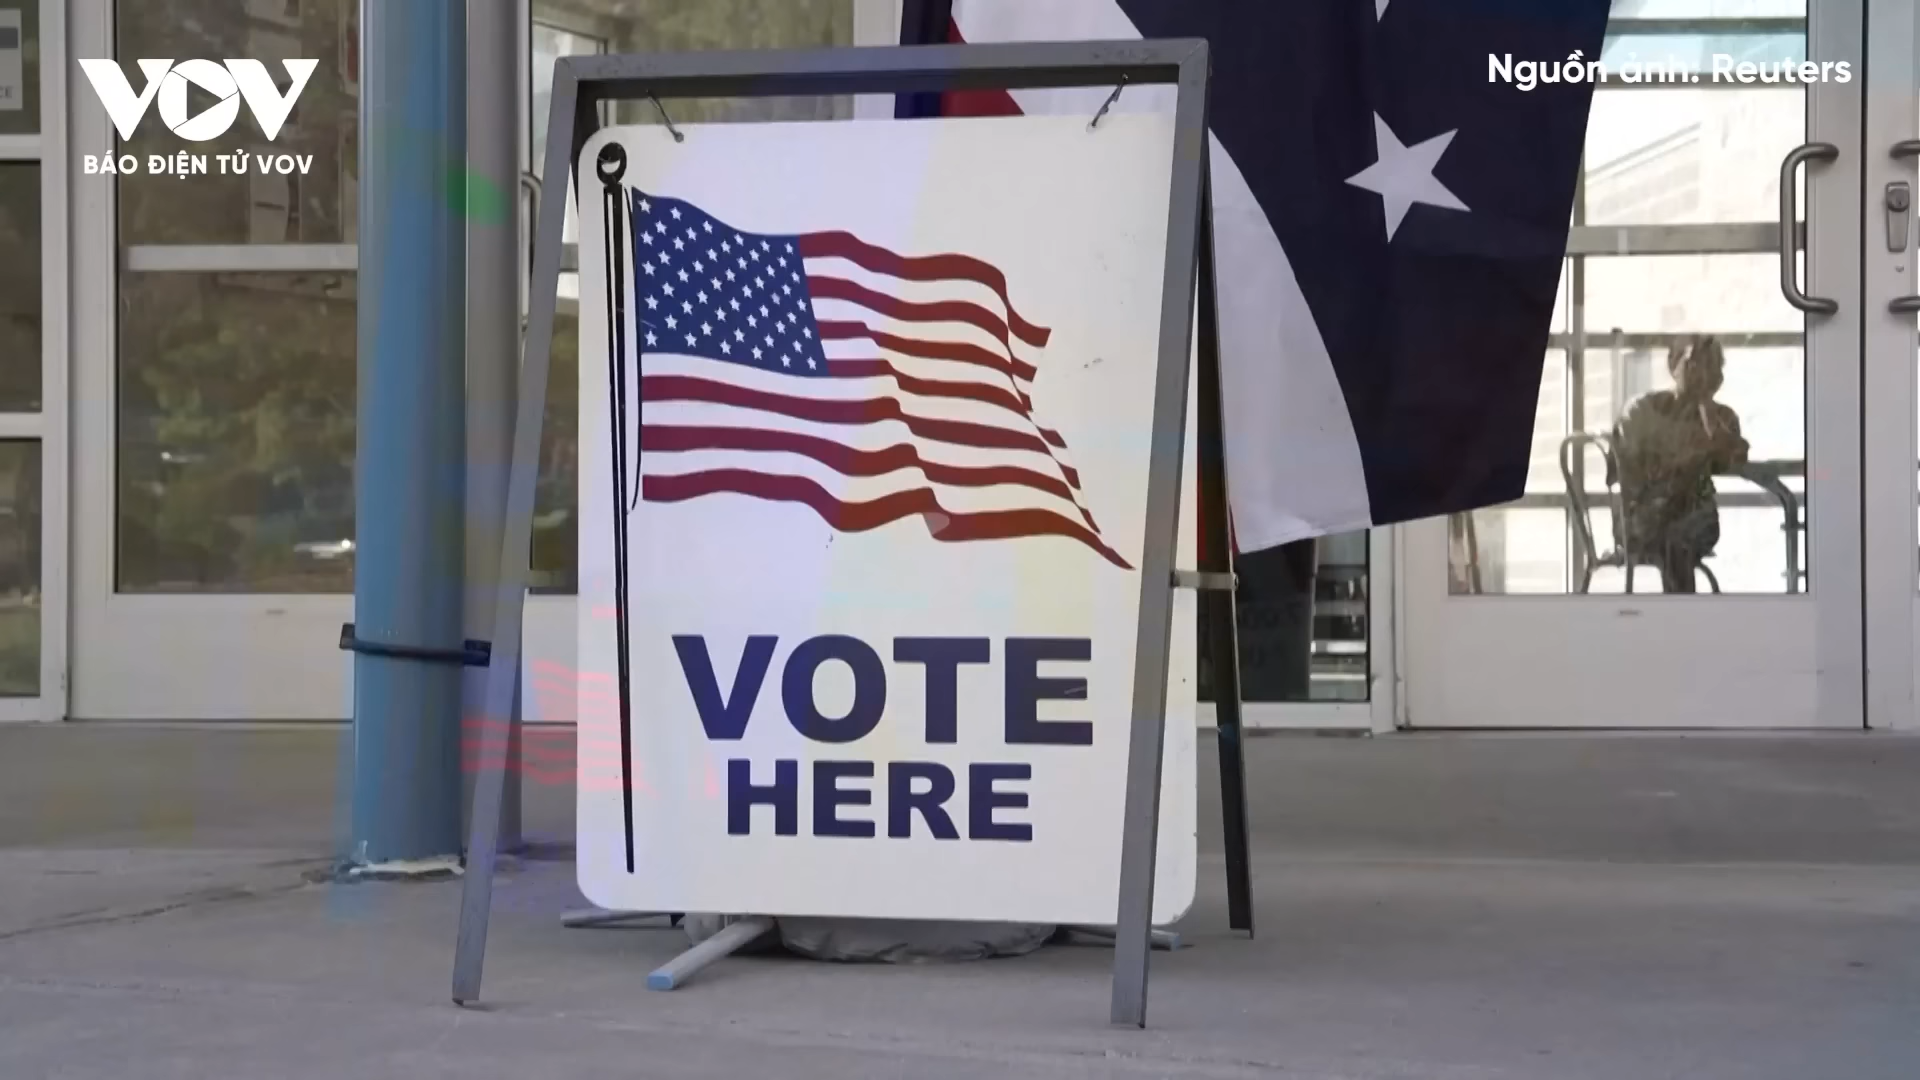 VOV
BÁO ĐIỆN TỬ VOV
Nguồn ảnh: Reuters
VOTE
HERE